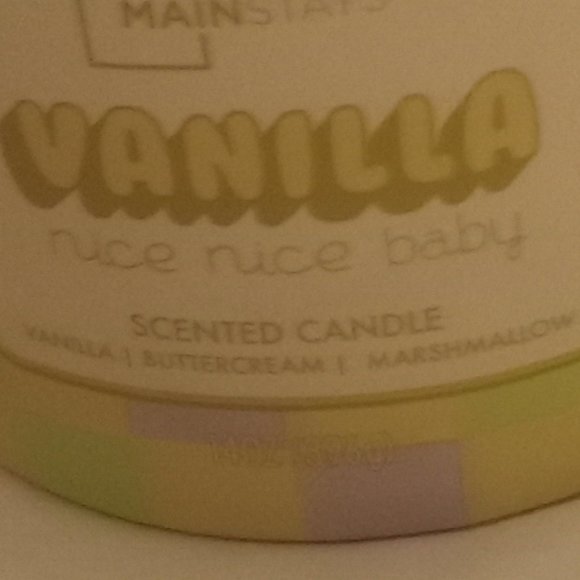 MAINSTAYS
VANILLA
nice nice baby
SCENTED CANDLE
VANILLA | BUTTERCREAM | MARSHMALLOW